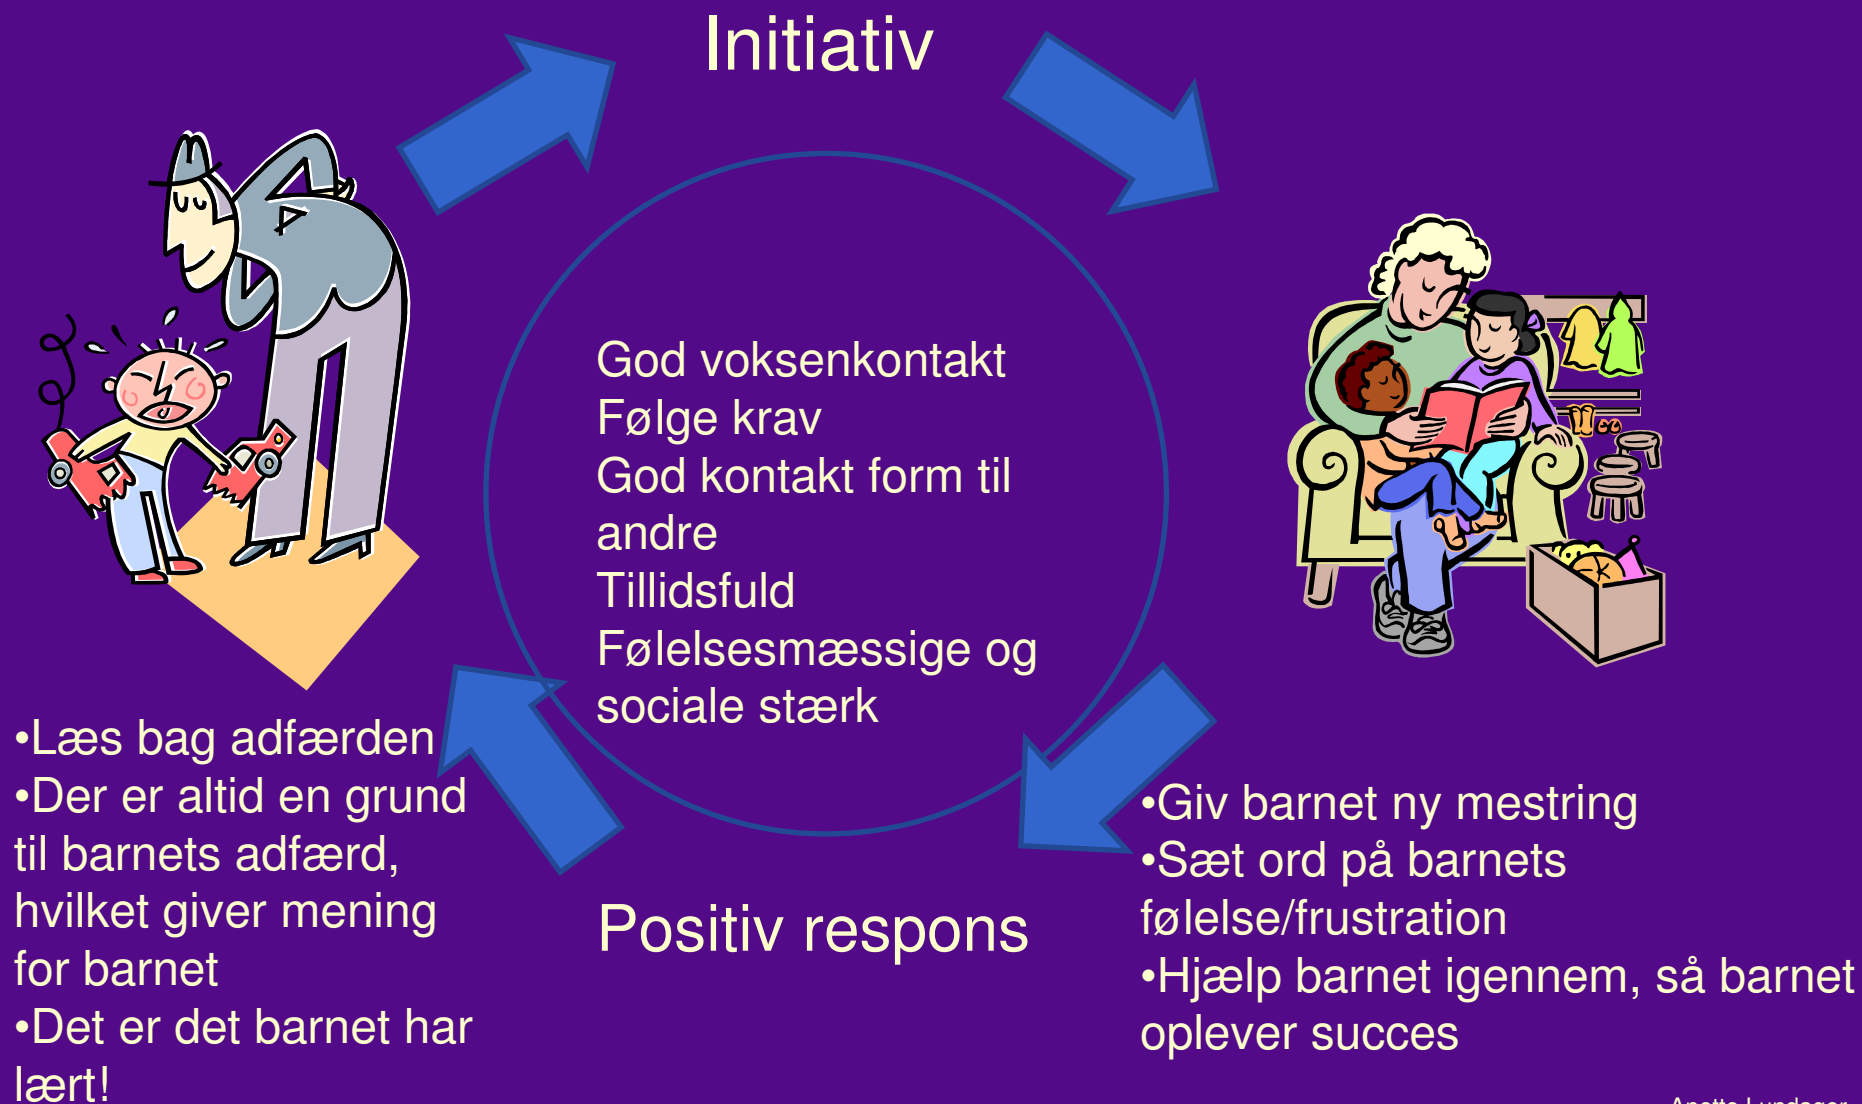 Initiativ
God voksenkontakt
Følge krav
God kontakt form til
andre
Tillidsfuld
Følelsesmæssige og
sociale stærk
•Læs bag adfærden
•Der er altid en grund
til barnets adfærd,
hvilket giver mening
for barnet
•Det er det barnet har
lært!
Positiv respons
•Giv barnet ny mestring
•Sæt ord på barnets
følelse/frustration
•Hjælp barnet igennem, så barnet
oplever succes
Anette Lundager